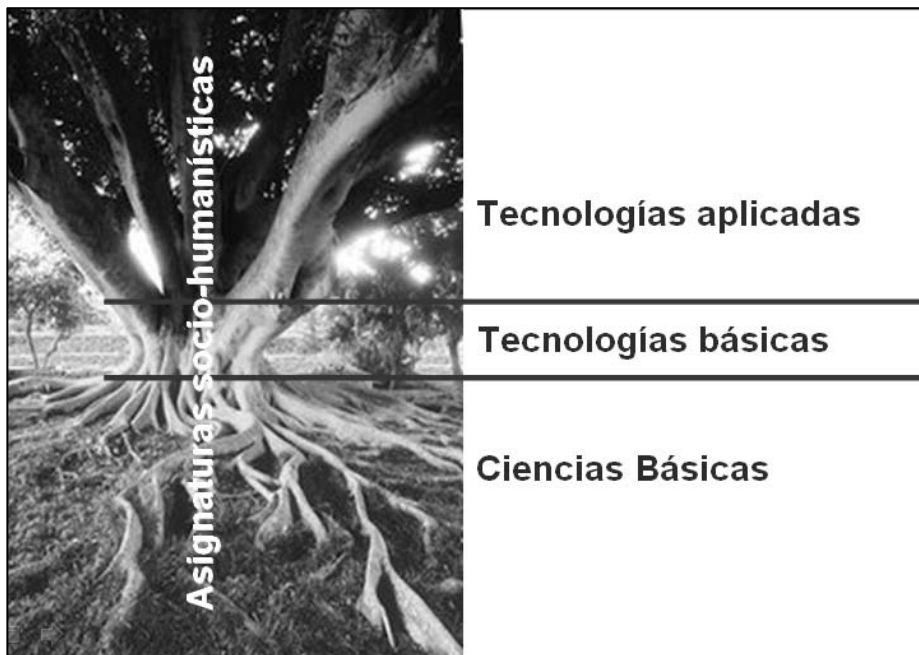 Asignaturas socio-humanísticas
Tecnologías aplicadas
Tecnologías básicas
Ciencias Básicas